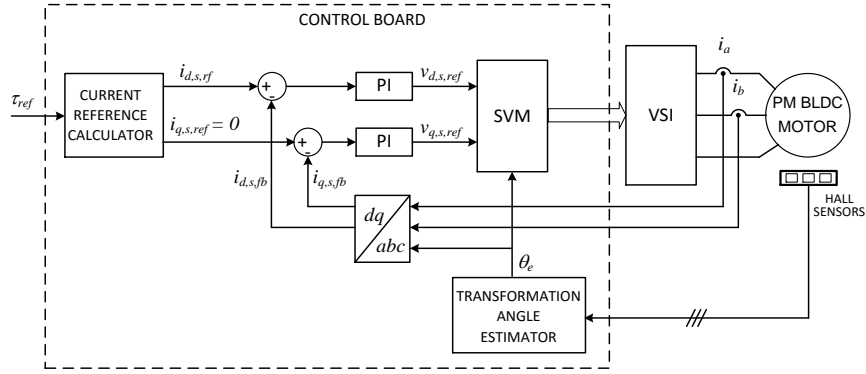 CONTROL BOARD
τref
CURRENT
REFERENCE
CALCULATOR
id,s,rf
iq,s,ref = 0
+
-
+
-
id,s,fb
iq,s,fb
PI
PI
vd,s,ref
vq,s,ref
SVM
VSI
ia
ib
PM BLDC
MOTOR
HALL
SENSORS
dq
abc
θe
TRANSFORMATION
ANGLE
ESTIMATOR